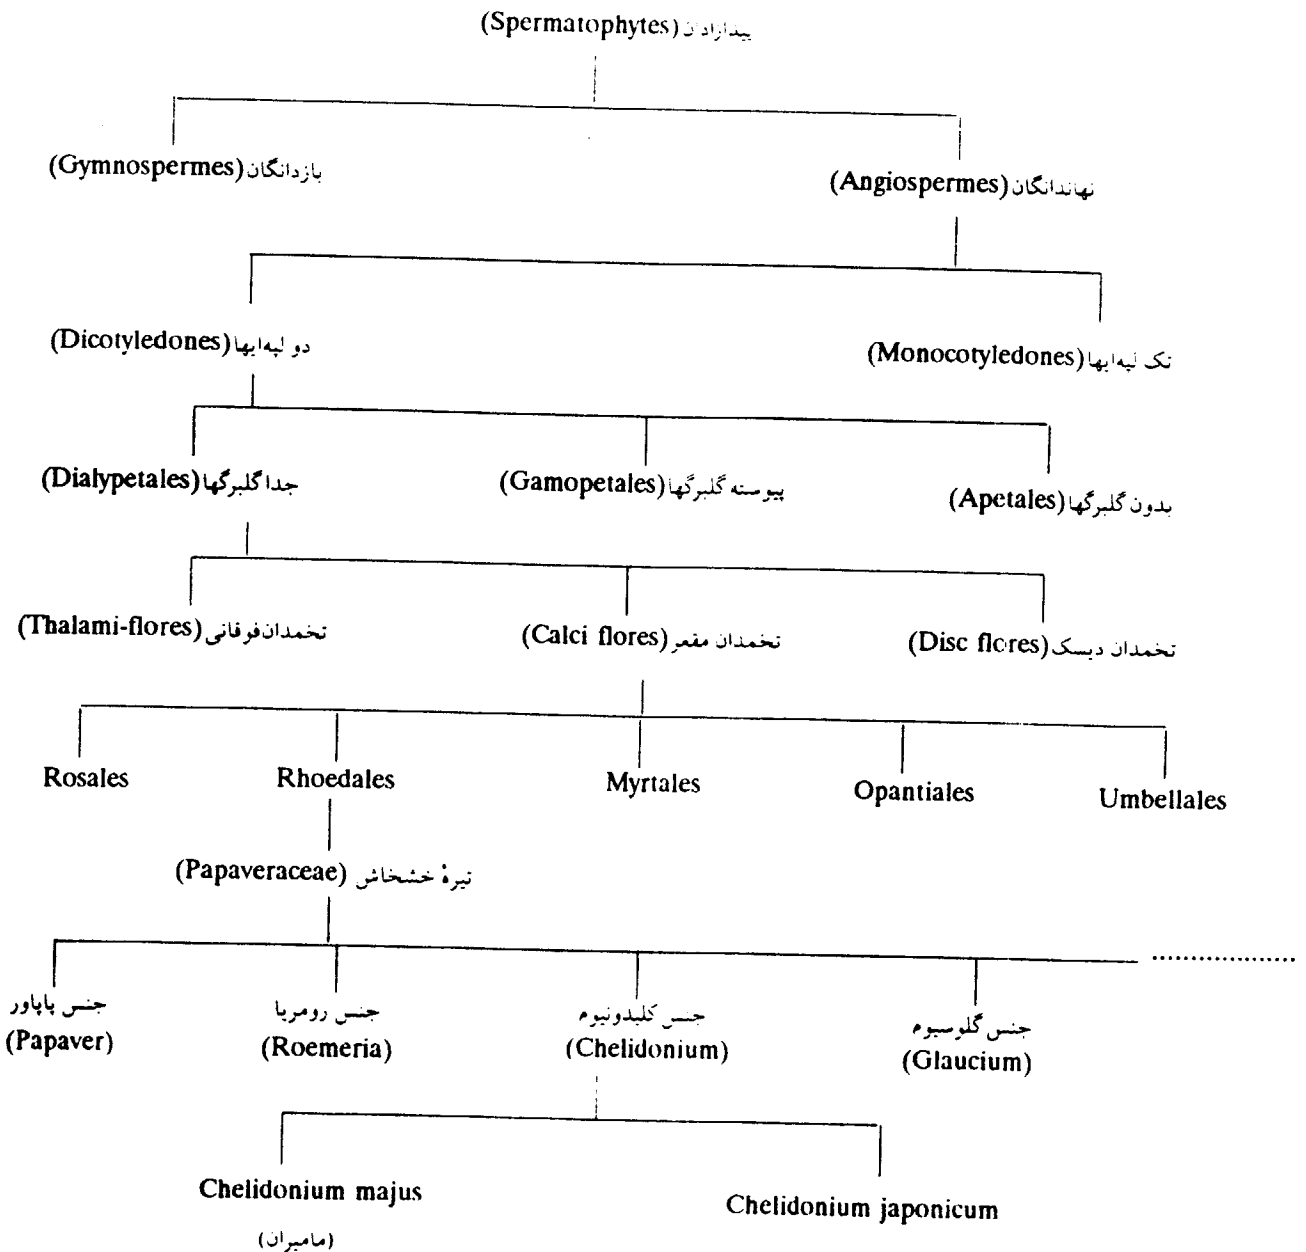 پیدازادان (Spermatophytes)
بازدانگان (Gymnospermes)
نهاندانگان (Angiospermes)
دو لپه‌ایها (Dicotyledones)
تک لپه‌ایها (Monocotyledones)
جدا گلبرگها (Dialypetales)
پیوسته گلبرگها (Gamopetales)
بدون گلبرگها (Apetales)
تخمدان فوقانی (Thalami-flores)
تخمدان مقعر (Calci flores)
تخمدان دیسک (Disc flores)
Rosales
Rhoedales
Myrtales
Opantiales
Umbellales
تیرهٔ خشخاش (Papaveraceae)
جنس پاپاور
(Papaver)
جنس رومریا
(Roemeria)
جنس کلیدونیوم
(Chelidonium)
جنس گلوسیوم
(Glaucium)
Chelidonium majus
(مامیران)
Chelidonium japonicum